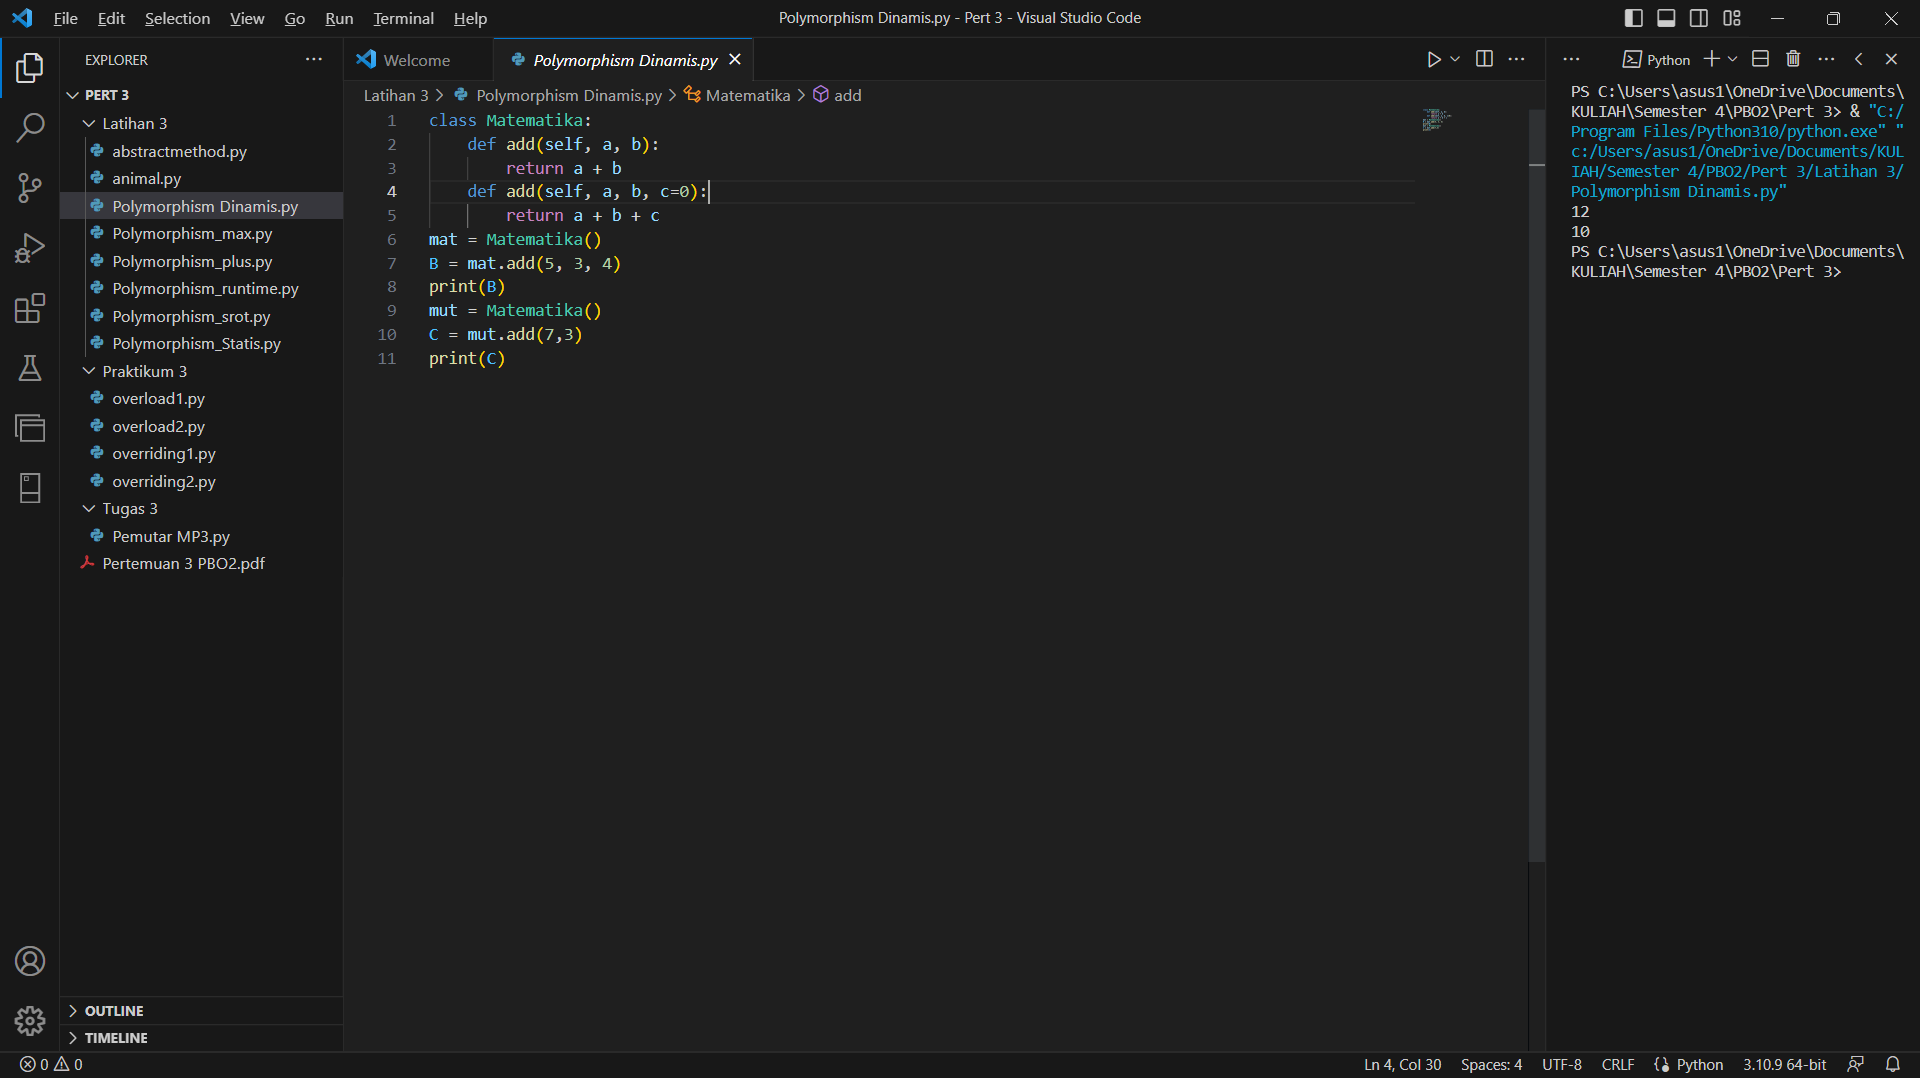 File Edit Selection View Go Run Terminal Help
Polymorphism Dinamis.py - Pert 3 - Visual Studio Code
EXPLORER
PERT 3
Latihan 3
abstractmethod.py
animal.py
Polymorphism Dinamis.py
Polymorphism_max.py
Polymorphism_plus.py
Polymorphism_runtime.py
Polymorphism_srot.py
Polymorphism_Statis.py
Praktikum 3
overload1.py
overload2.py
overriding1.py
overriding2.py
Tugas 3
Pemutar MP3.py
Pertemuan 3 PBO2.pdf
OUTLINE
TIMELINE
Welcome
Polymorphism Dinamis.py
Latihan 3 > Polymorphism Dinamis.py > Matematika > add
1 class Matematika:
2 def add(self, a, b):
3 return a + b
4 def add(self, a, b, c=0):
5 return a + b + c
6 mat = Matematika()
7 B = mat.add(5, 3, 4)
8 print(B)
9 mut = Matematika()
10 C = mut.add(7,3)
11 print(C)
Python
PS C:\Users\asus1\OneDrive\Documents\
KULIAH\Semester 4\PBO2\Pert 3> & "C:/
Program Files/Python310/python.exe" "
c:/Users/asus1/OneDrive/Documents/KUL
IAH/Semester 4/PBO2/Pert 3/Latihan 3/
Polymorphism Dinamis.py"
12
10
PS C:\Users\asus1\OneDrive\Documents\
KULIAH\Semester 4\PBO2\Pert 3>
0 0
Ln 4, Col 30 Spaces: 4 UTF-8 CRLF Python 3.10.9 64-bit